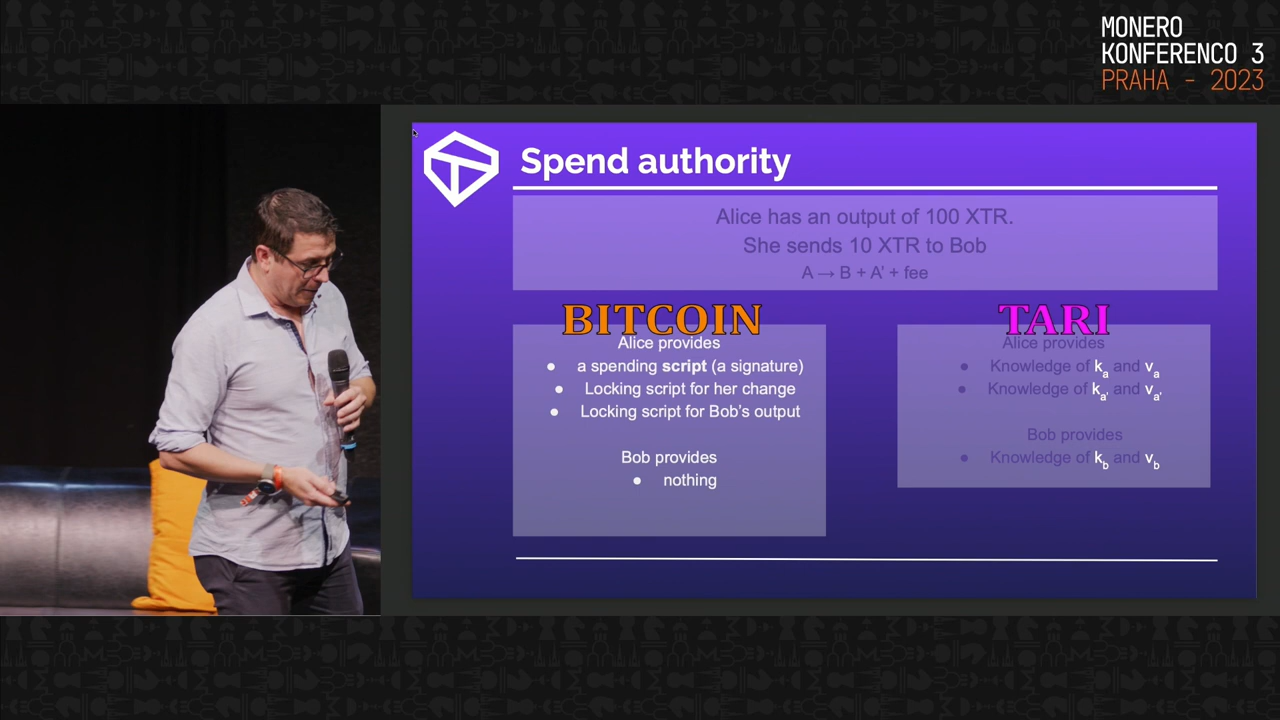 MONERO
KONFERENCO 3
PRAHA - 2023
Spend authority
Alice has an output of 100 XTR.
She sends 10 XTR to Bob
A → B + A' + fee
BITCOIN
Alice provides
● a spending script (a signature)
● Locking script for her change
● Locking script for Bob's output
Bob provides
● nothing
TARI
Alice provides
● Knowledge of kₐ and vₐ
● Knowledge of kₐ' and vₐ'
Bob provides
● Knowledge of k_b and v_b